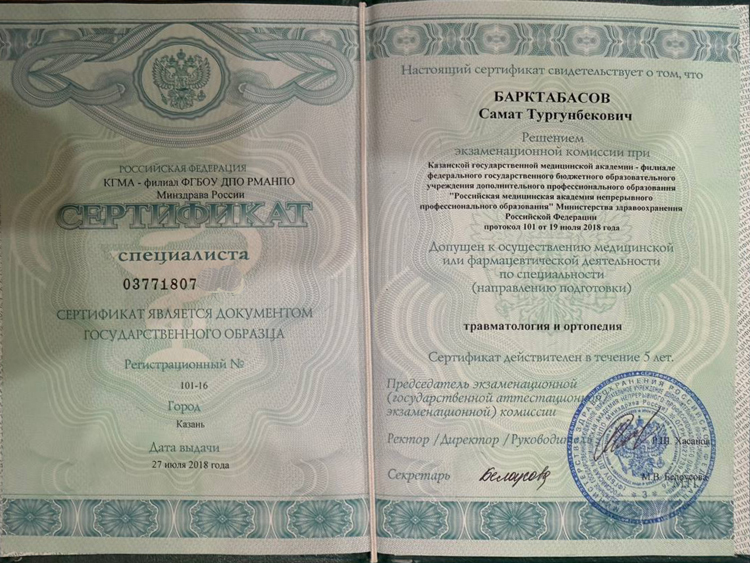 РОССИЙСКАЯ ФЕДЕРАЦИЯ
КГМА - филиал ФГБОУ ДПО РМАНПО
Минздрава России
СЕРТИФИКАТ
специалиста
03771807
СЕРТИФИКАТ ЯВЛЯЕТСЯ ДОКУМЕНТОМ
ГОСУДАРСТВЕННОГО ОБРАЗЦА
Регистрационный №
101-16
Город
Казань
Дата выдачи
27 июля 2018 года
Настоящий сертификат свидетельствует о том, что
БАРКТАБАСОВ
Самат Тургунбекович
Решением
экзаменационной комиссии при
Казанской государственной медицинской академии - филиале
федерального государственного бюджетного образовательного
учреждения дополнительного профессионального образования
"Российская медицинская академия непрерывного
профессионального образования" Министерства здравоохранения
Российской Федерации
протокол 101 от 19 июля 2018 года
Допущен к осуществлению медицинской
или фармацевтической деятельности
по специальности
(направлению подготовки)
травматология и ортопедия
Сертификат действителен в течение 5 лет.
Председатель экзаменационной
(государственной аттестационной
экзаменационной) комиссии
Ректор /Директор / Руководитель / Р.Ш. Хасанов
Секретарь Белоусова М.В. Белоусова
М.П.